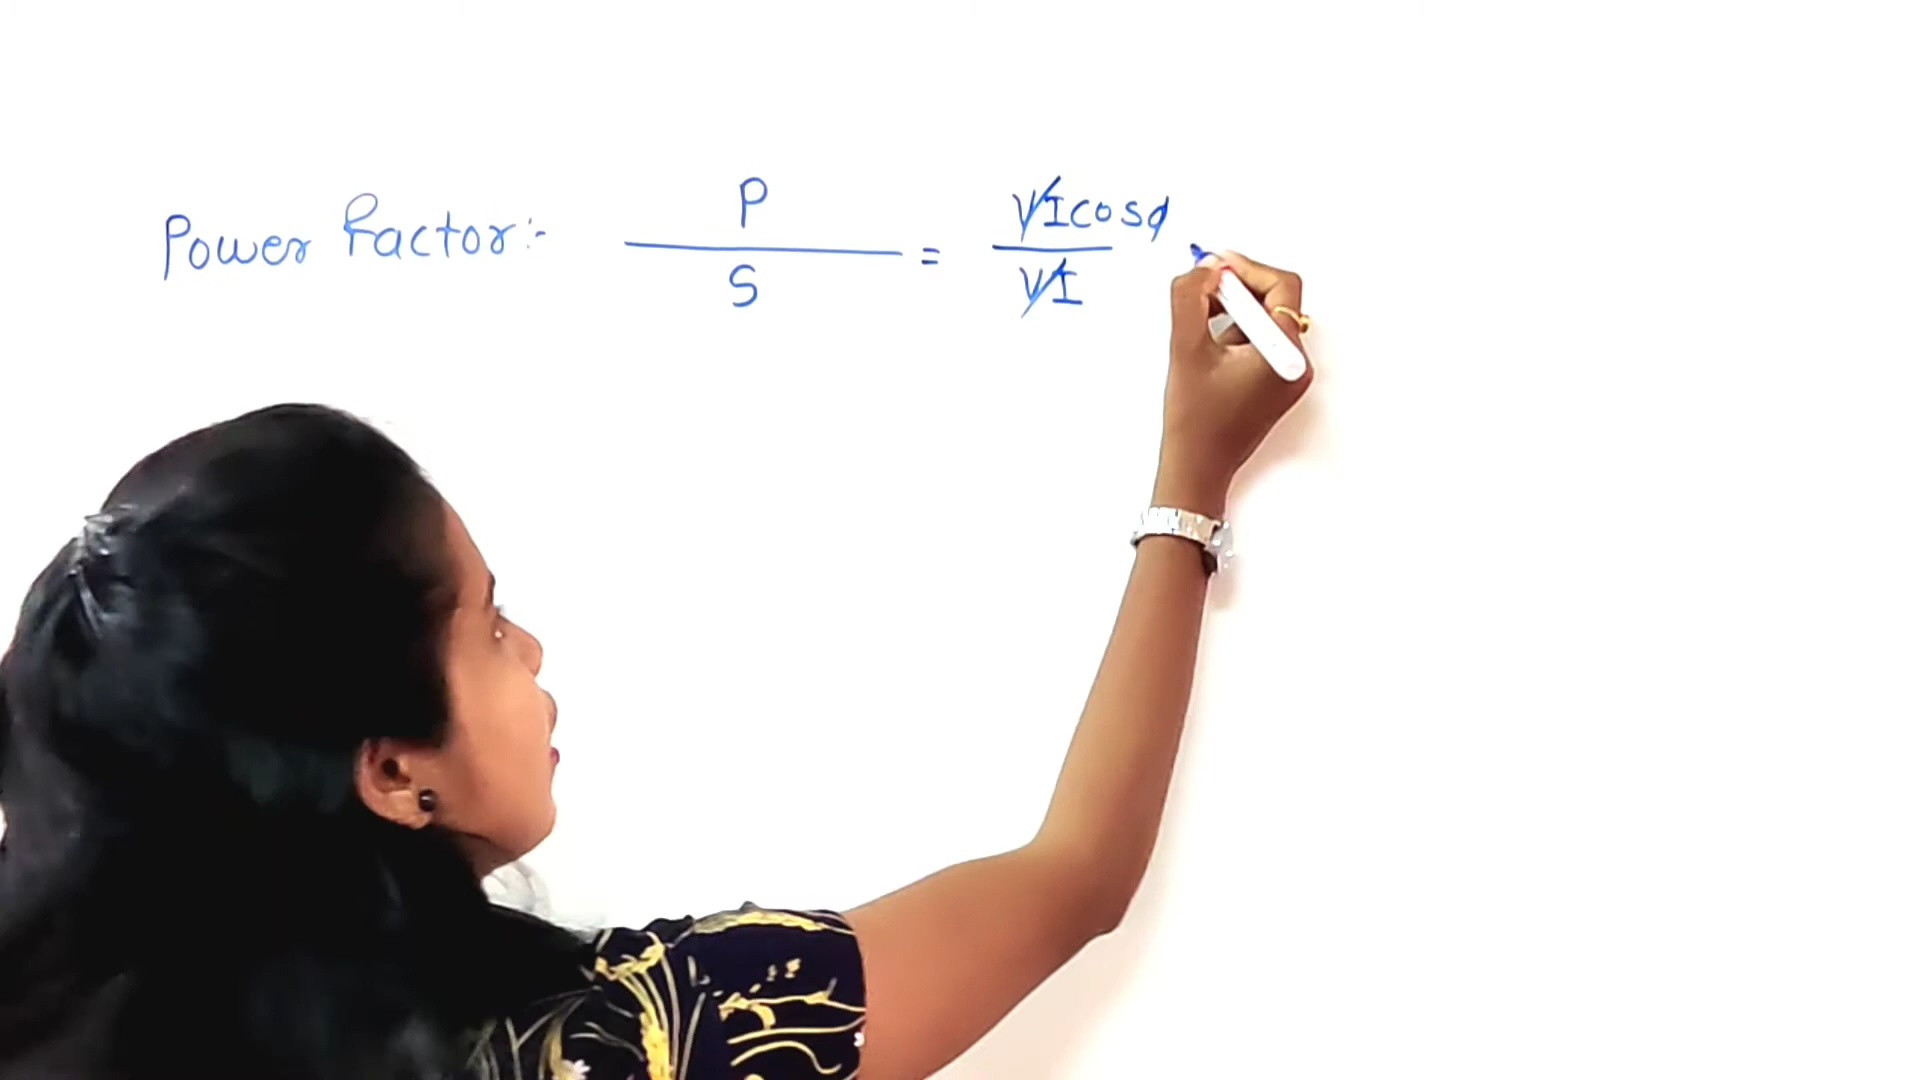 Power Factor:- P/S = VIcosφ/VI